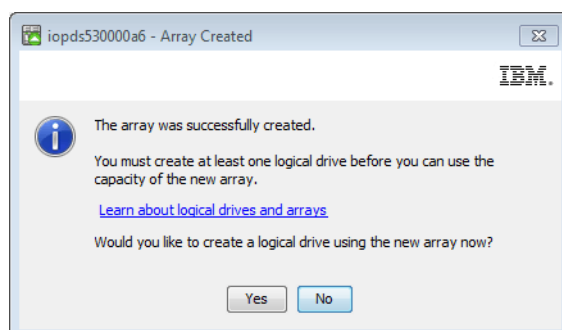 iopds530000a6 - Array Created
IBM.
The array was successfully created.
You must create at least one logical drive before you can use the
capacity of the new array.
Learn about logical drives and arrays
Would you like to create a logical drive using the new array now?
Yes No